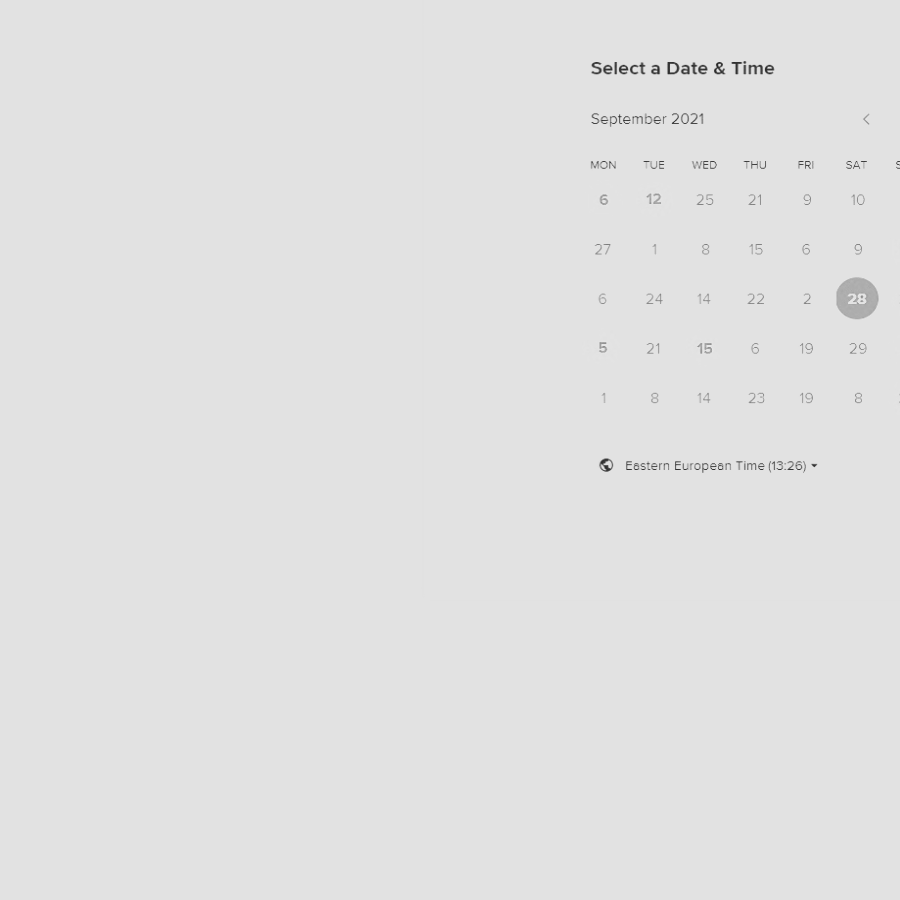 Select a Date & Time
September 2021
MON TUE WED THU FRI SAT
6 12 25 21 9 10
27 1 8 15 6 9
6 24 14 22 2 28
5 21 15 6 19 29
1 8 14 23 19 8
Eastern European Time (13:26)